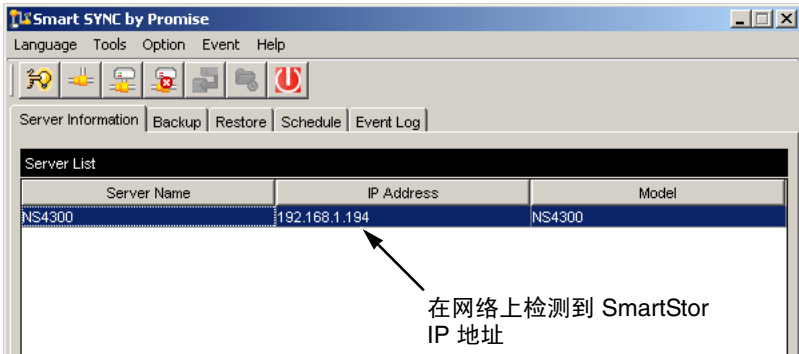 Smart SYNC by Promise
Language Tools Option Event Help
Server Information Backup Restore Schedule Event Log
Server List
Server Name IP Address Model
NS4300 192.168.1.194 NS4300
在网络上检测到 SmartStor
IP 地址